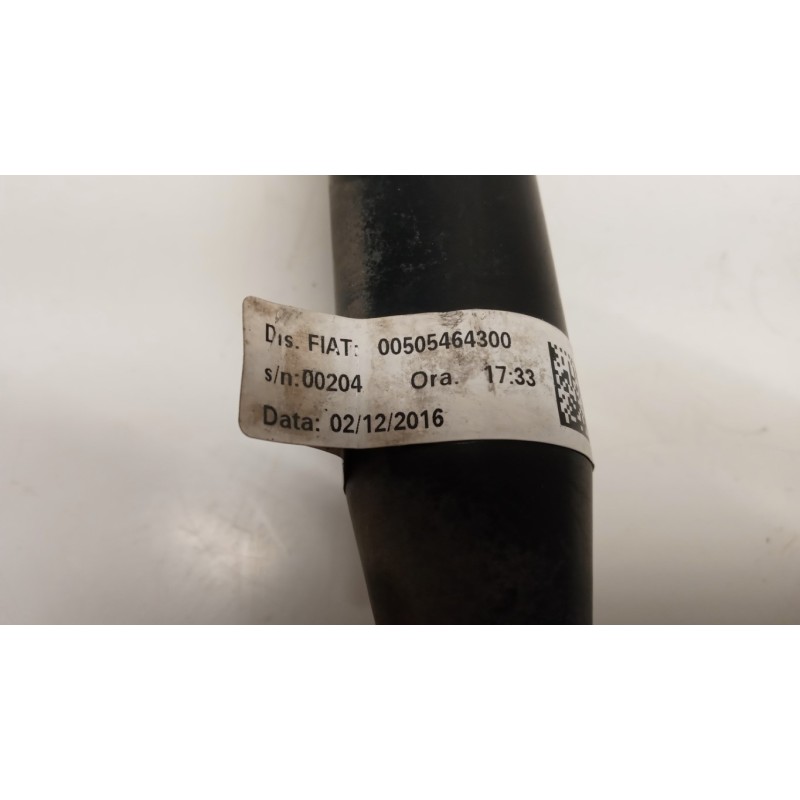 Dis. FIAT: 00505464300
s/n:00204 Ora. 17:33
Data: 02/12/2016